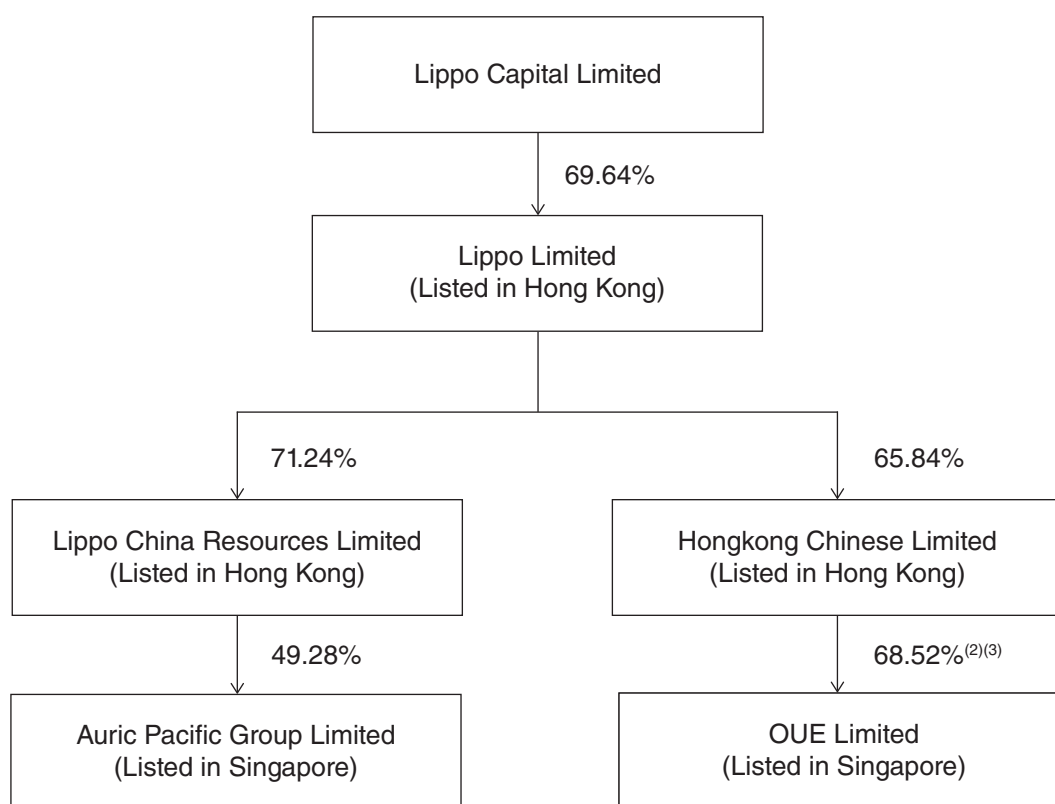 Lippo Capital Limited
69.64%
Lippo Limited
(Listed in Hong Kong)
71.24%
65.84%
Lippo China Resources Limited
(Listed in Hong Kong)
Hongkong Chinese Limited
(Listed in Hong Kong)
49.28%
68.52%(2)(3)
Auric Pacific Group Limited
(Listed in Singapore)
OUE Limited
(Listed in Singapore)